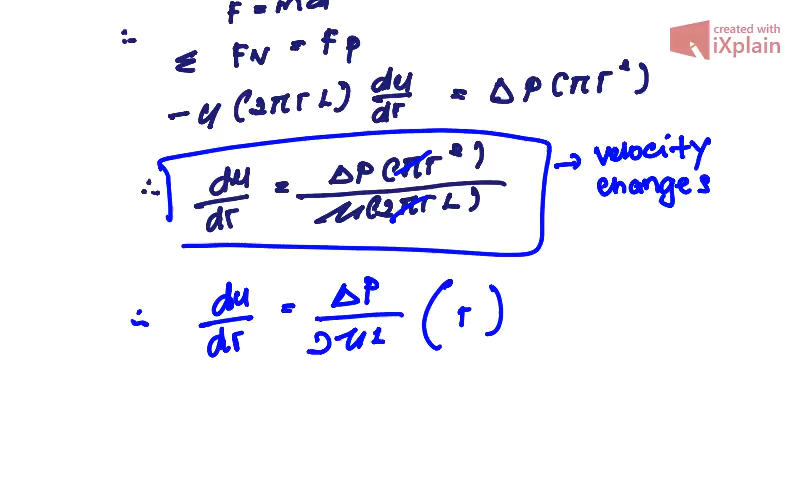 F = Ma
created with
iXplain
∴ Σ FN = FP
- μ (2πrL) du/dr = ΔP (πr²)
∴ du/dr = ΔP (πr²) / μ(2πrL) → velocity changes
∴ du/dr = ΔP / 2μL (r)